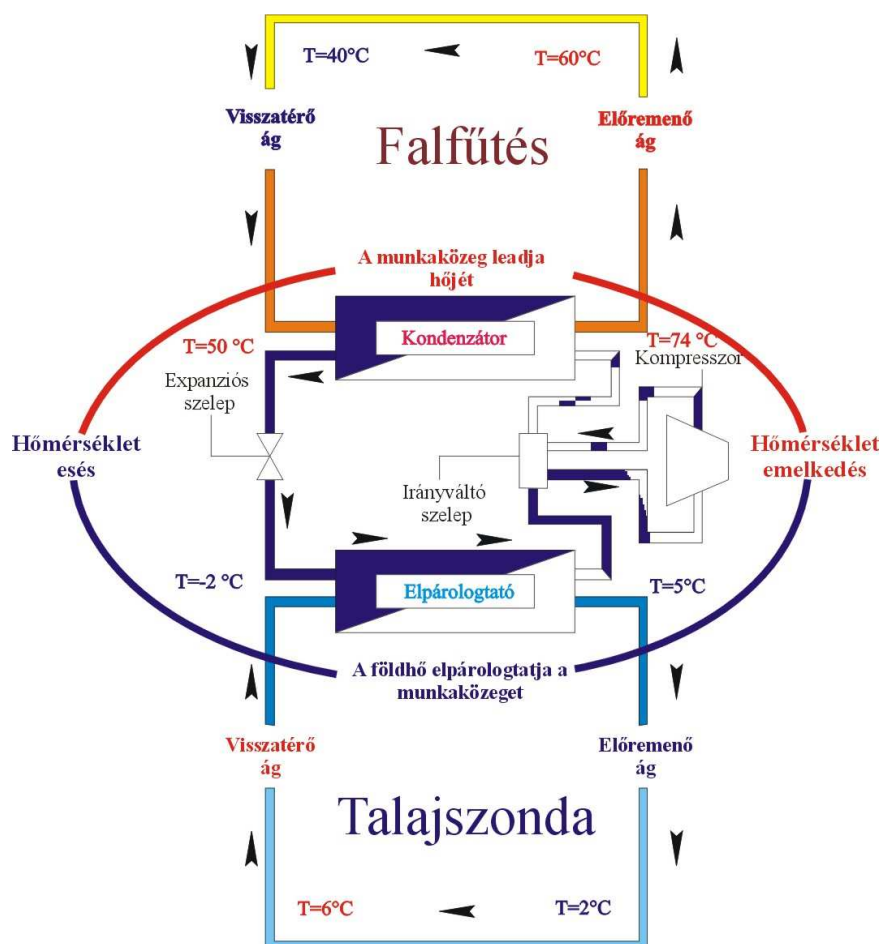 T=40°C
T=60°C
Visszatérő
ág
Előremenő
ág
Falfűtés
A munkaközeg leadja
hőjét
T=50 °C
Kondenzátor
T=74 °C
Kompresszor
Expanziós
szelep
Hőmérséklet
esés
Hőmérséklet
emelkedés
Irányváltó
szelep
T=-2 °C
Elpárologtató
T=5°C
A földhő elpárologtatja a
munkaközeget
Visszatérő
ág
Előremenő
ág
Talajszonda
T=6°C
T=2°C